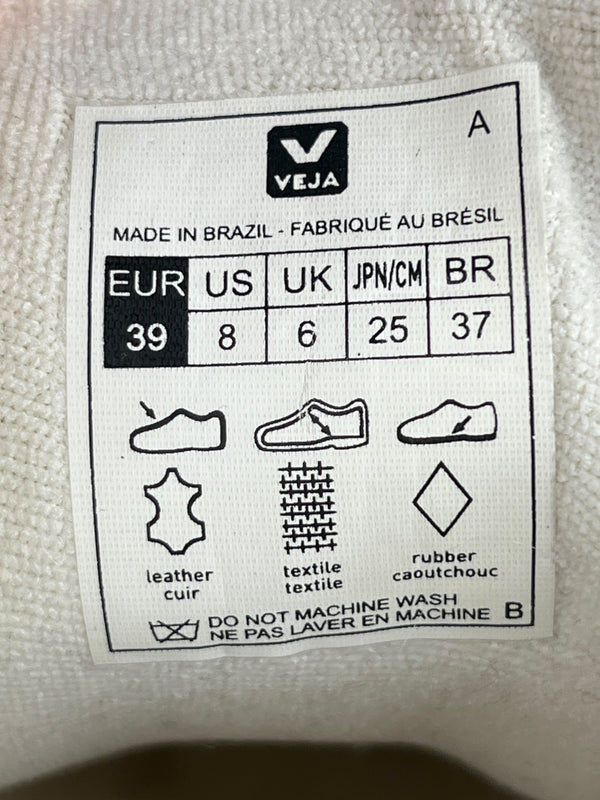 A
VEJA
MADE IN BRAZIL - FABRIQUÉ AU BRÉSIL
EUR US UK JPN/CM BR
39 8 6 25 37
leather
cuir
textile
textile
rubber
caoutchouc
DO NOT MACHINE WASH
NE PAS LAVER EN MACHINE B